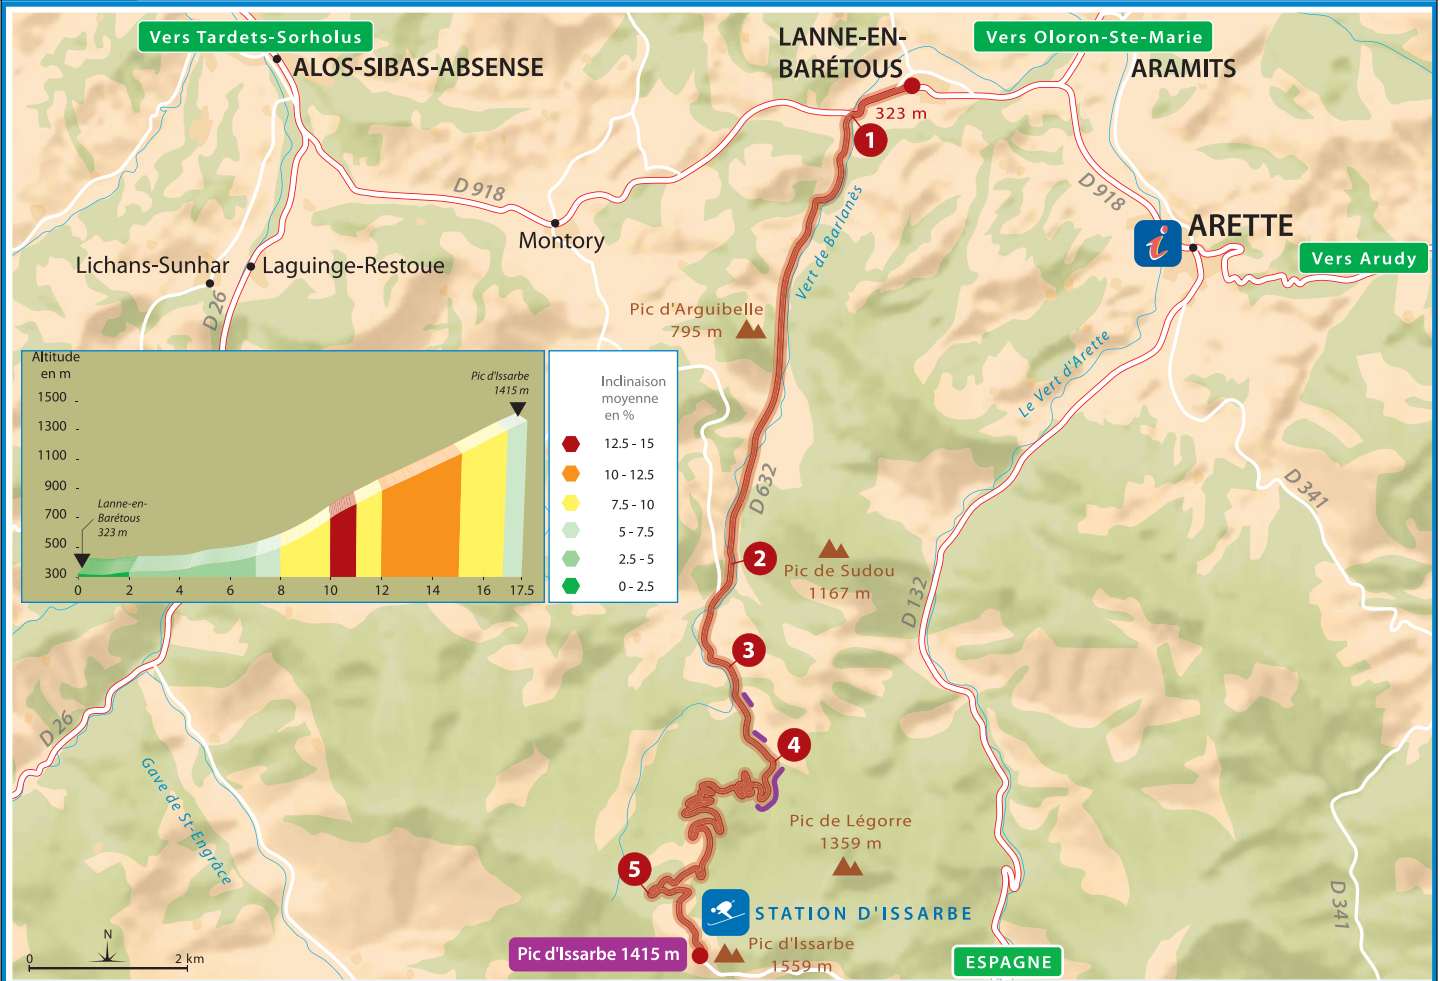 Vers Tardets-Sorholus
ALOS-SIBAS-ABSENSE
LANNE-EN-
BARÉTOUS
323 m
Vers Oloron-Ste-Marie
ARAMITS
1
D 918
Montory
Lichans-Sunhar
Laguinge-Restoue
D 26
Vert de Barlanès
D 918
ARETTE
i
Vers Arudy
Pic d'Arguibelle
795 m
Le Vert d'Arette
Altitude
en m
1500
1300
1100
900
700
500
300
0
2
4
6
8
10
12
14
16
17.5
Lanne-en-
Barétous
323 m
Pic d'Issarbe
1415 m
Inclinaison
moyenne
en %
12.5 - 15
10 - 12.5
7.5 - 10
5 - 7.5
2.5 - 5
0 - 2.5
D 632
D 341
2
Pic de Sudou
1167 m
D 132
3
4
D 26
Gave de St-Engrâce
Pic de Légorre
1359 m
5
STATION D'ISSARBE
D 341
Pic d'Issarbe 1415 m
Pic d'Issarbe
1559 m
ESPAGNE
N
0
2 km